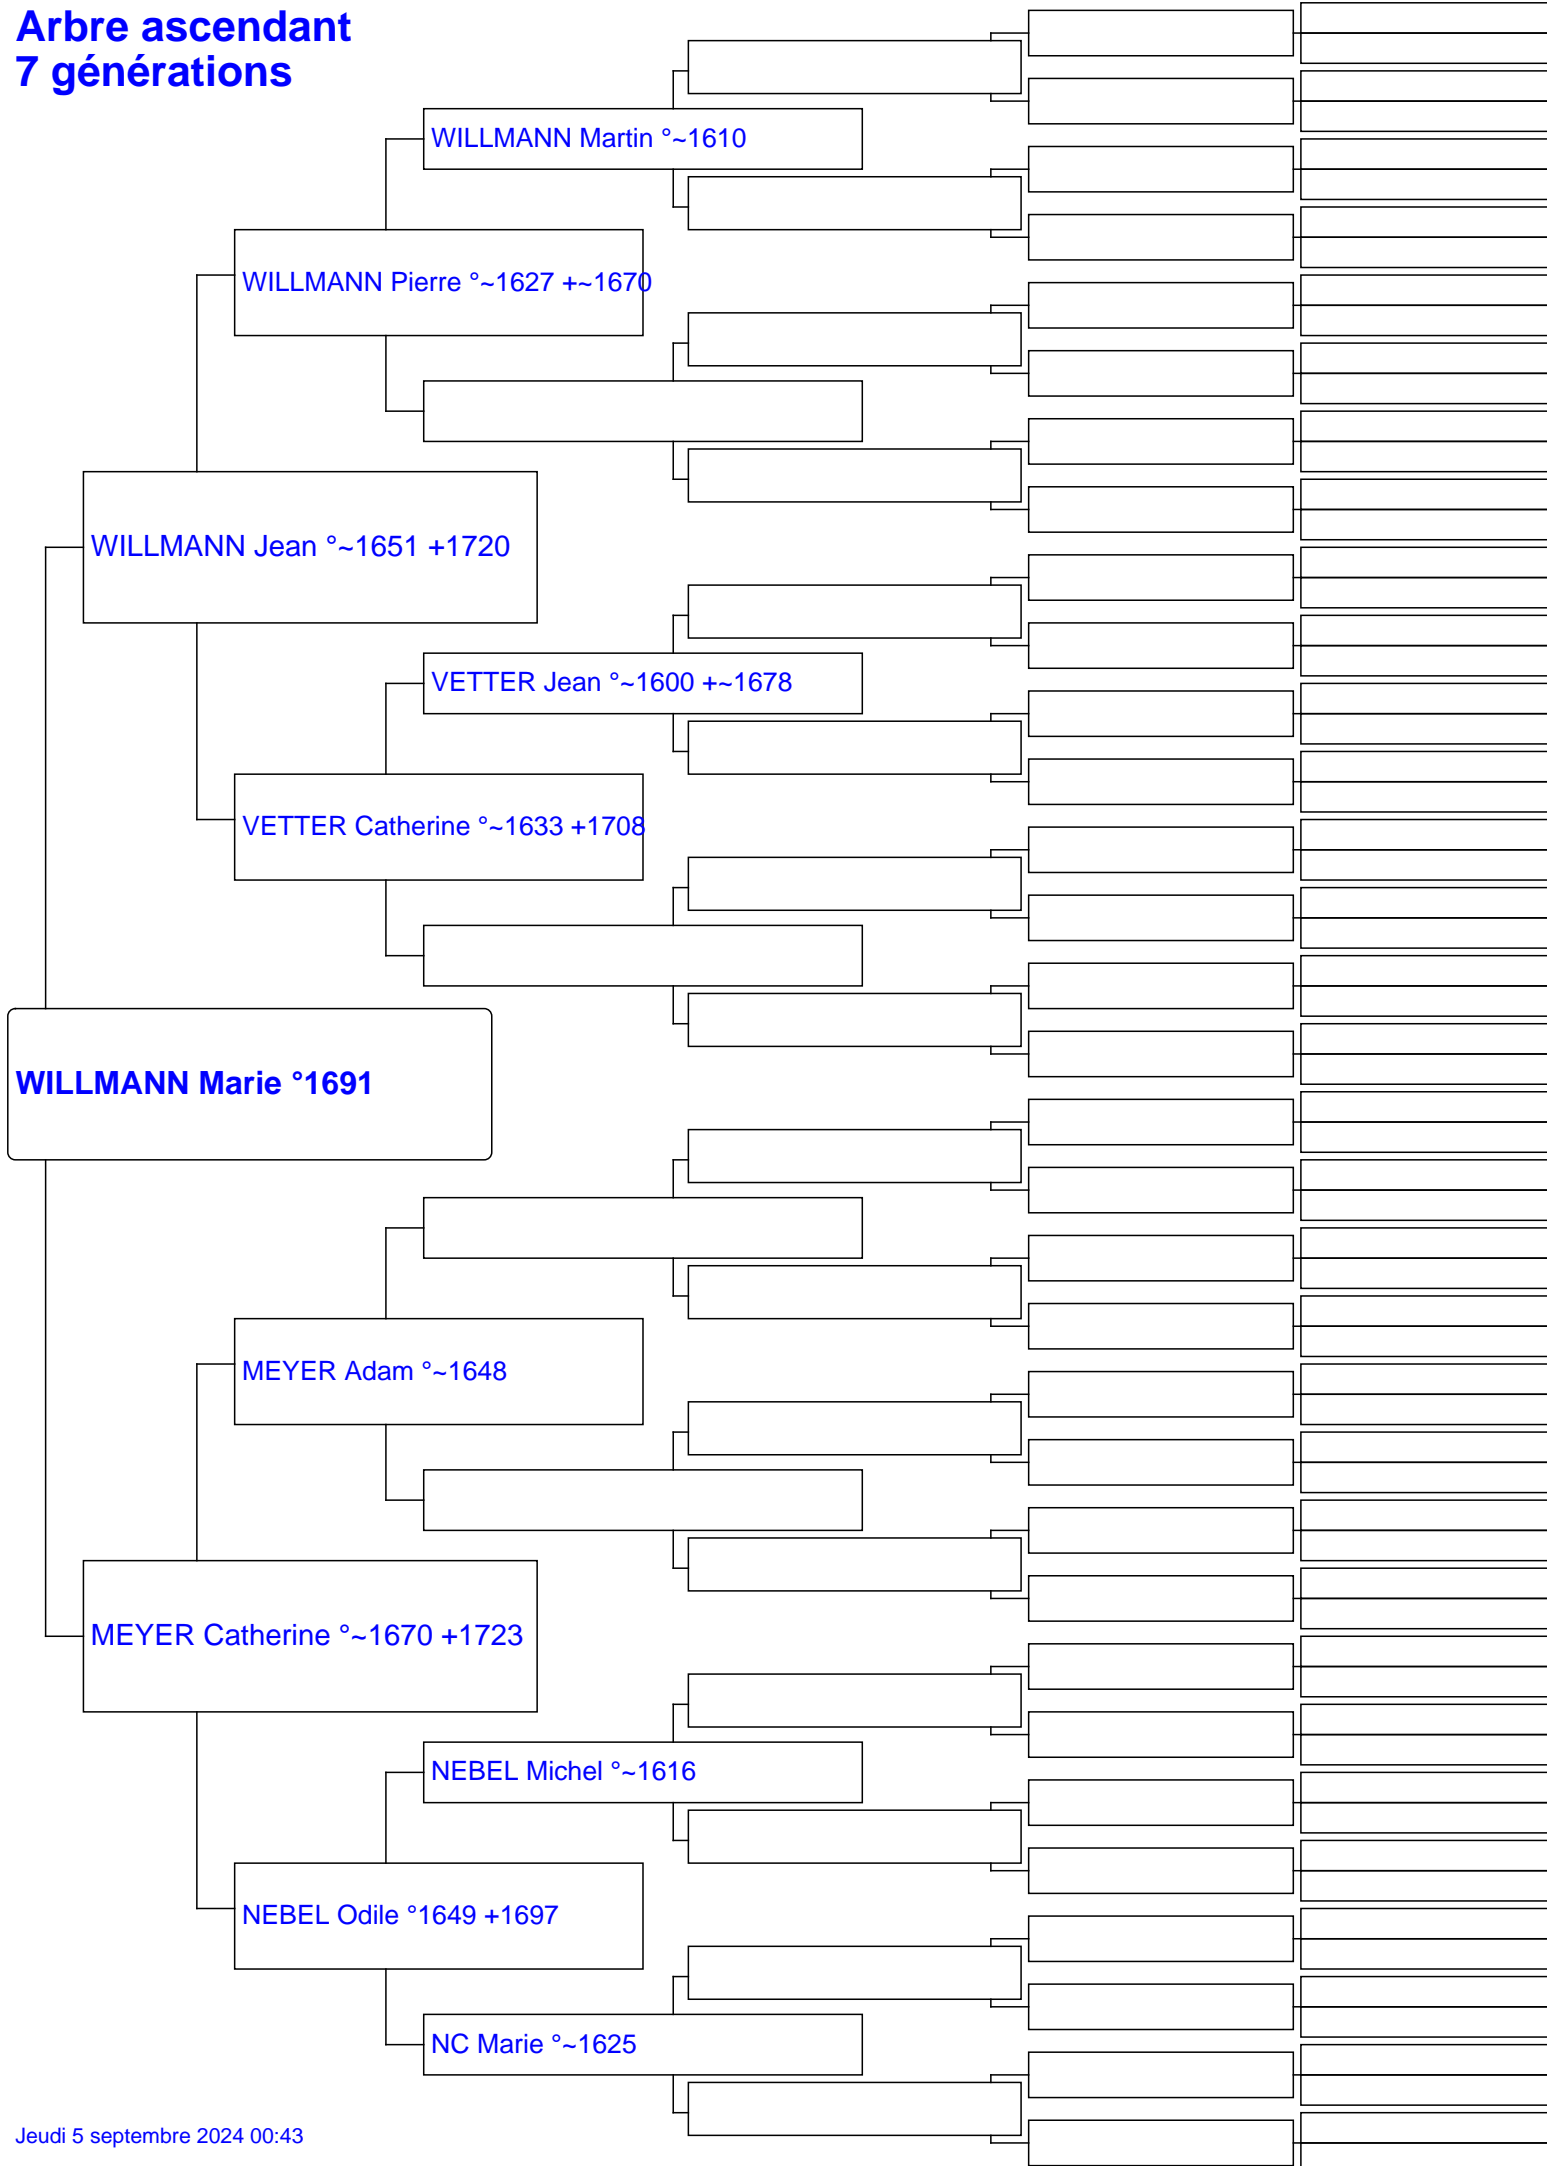 Arbre ascendant
7 générations
WILLMANN Martin °~1610
WILLMANN Pierre °~1627 +~1670
WILLMANN Jean °~1651 +1720
VETTER Jean °~1600 +~1678
VETTER Catherine °~1633 +1708
WILLMANN Marie °1691
MEYER Adam °~1648
MEYER Catherine °~1670 +1723
NEBEL Michel °~1616
NEBEL Odile °1649 +1697
NC Marie °~1625
Jeudi 5 septembre 2024 00:43